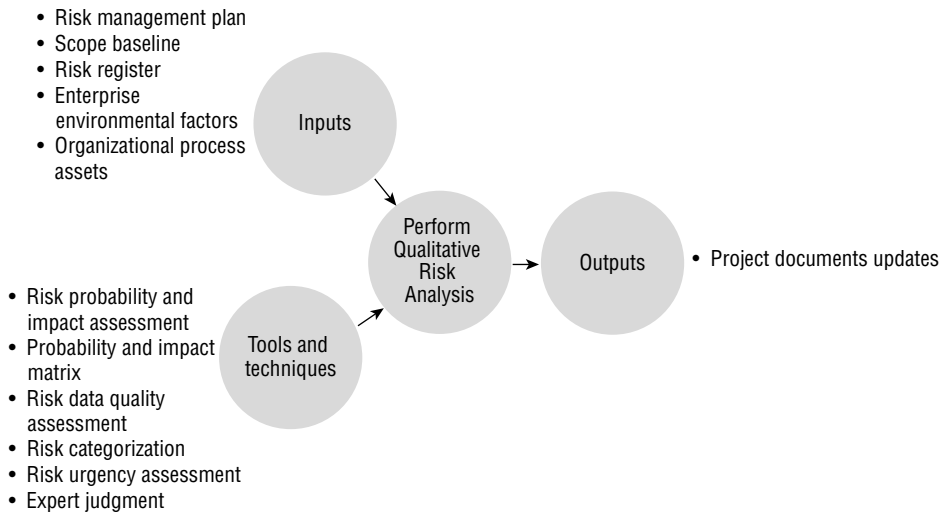 • Risk management plan
• Scope baseline
• Risk register
• Enterprise
environmental factors
• Organizational process
assets
Inputs
Perform
Qualitative
Risk
Analysis
Outputs
• Project documents updates
• Risk probability and
impact assessment
• Probability and impact
matrix
• Risk data quality
assessment
• Risk categorization
• Risk urgency assessment
• Expert judgment
Tools and
techniques